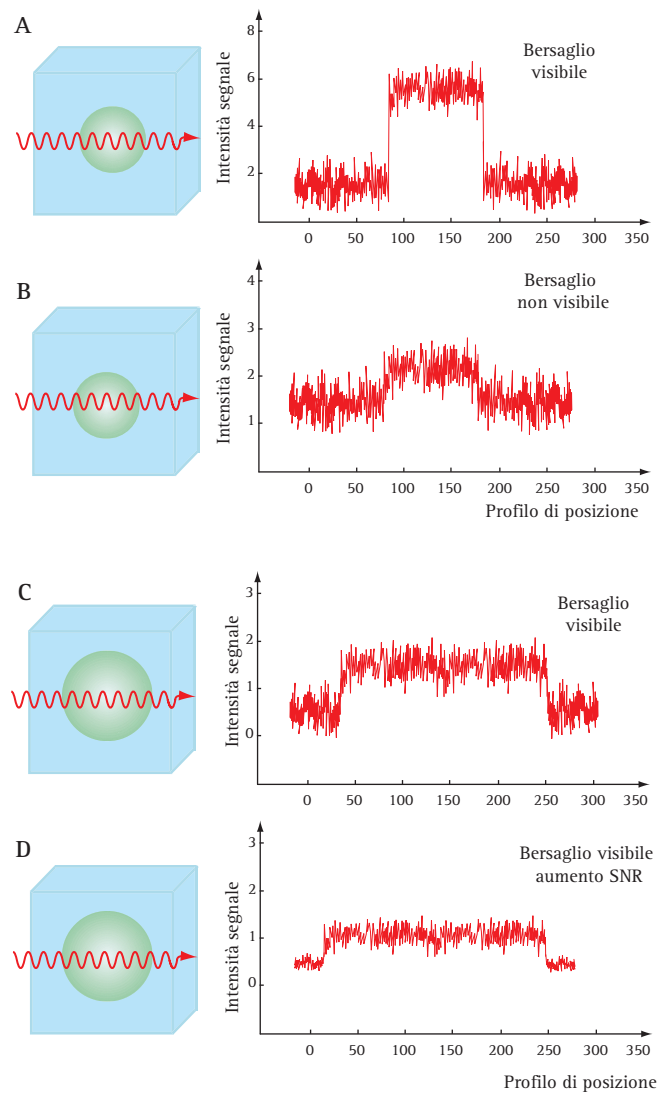 A
Intensità segnale
8
6
4
2
0
50
100
150
200
250
300
350
Bersaglio
visibile
B
Intensità segnale
4
3
2
1
0
50
100
150
200
250
300
350
Bersaglio
non visibile
Profilo di posizione
C
Intensità segnale
3
2
1
0
0
50
100
150
200
250
300
350
Bersaglio
visibile
D
Intensità segnale
3
2
1
0
0
50
100
150
200
250
300
350
Bersaglio visibile
aumento SNR
Profilo di posizione